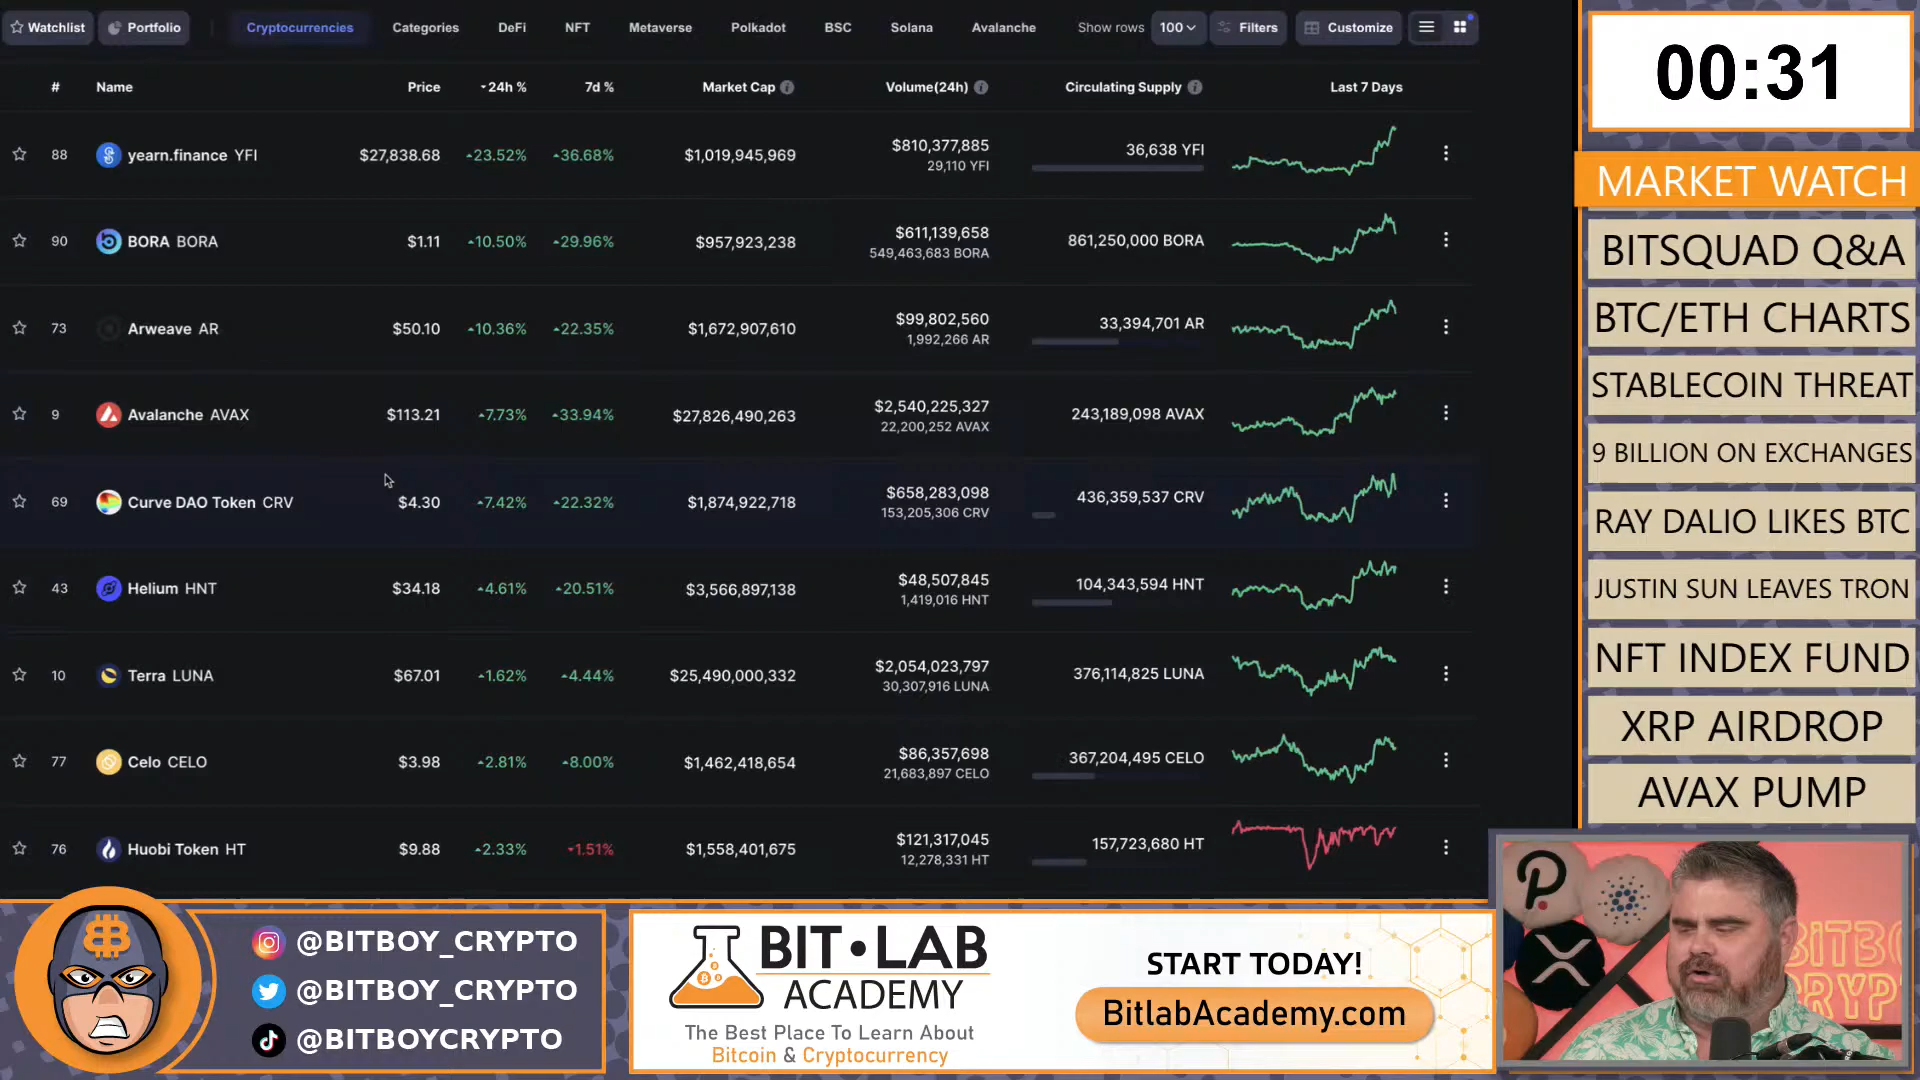 Watchlist
Portfolio
Cryptocurrencies
Categories
DeFi
NFT
Metaverse
Polkadot
BSC
Solana
Avalanche
Show rows
100
Filters
Customize
# Name Price 24h % 7d % Market Cap Volume(24h) Circulating Supply Last 7 Days
88 yearn.finance YFI $27,838.68 23.52% 36.68% $1,019,945,969 $810,377,885 36,638 YFI
29,110 YFI
90 BORA BORA $1.11 10.50% 29.96% $957,923,238 $611,139,658 861,250,000 BORA
549,463,683 BORA
73 Arweave AR $50.10 10.36% 22.35% $1,672,907,610 $99,802,560 33,394,701 AR
1,992,266 AR
9 Avalanche AVAX $113.21 7.73% 33.94% $27,826,490,263 $2,540,225,327 243,189,098 AVAX
22,200,252 AVAX
69 Curve DAO Token CRV $4.30 7.42% 22.32% $1,874,922,718 $658,283,098 436,359,537 CRV
153,205,306 CRV
43 Helium HNT $34.18 4.61% 20.51% $3,566,897,138 $48,507,845 104,343,594 HNT
1,419,016 HNT
10 Terra LUNA $67.01 1.62% 4.44% $25,490,000,332 $2,054,023,797 376,114,825 LUNA
30,307,916 LUNA
77 Celo CELO $3.98 2.81% 8.00% $1,462,418,654 $86,357,698 367,204,495 CELO
21,683,897 CELO
76 Huobi Token HT $9.88 2.33% 1.51% $1,558,401,675 $121,317,045 157,723,680 HT
12,278,331 HT
00:31
MARKET WATCH
BITSQUAD Q&A
BTC/ETH CHARTS
STABLECOIN THREAT
9 BILLION ON EXCHANGES
RAY DALIO LIKES BTC
JUSTIN SUN LEAVES TRON
NFT INDEX FUND
XRP AIRDROP
AVAX PUMP
@BITBOY_CRYPTO
@BITBOY_CRYPTO
@BITBOYCRYPTO
BIT•LAB
ACADEMY
The Best Place To Learn About
Bitcoin & Cryptocurrency
START TODAY!
BitlabAcademy.com